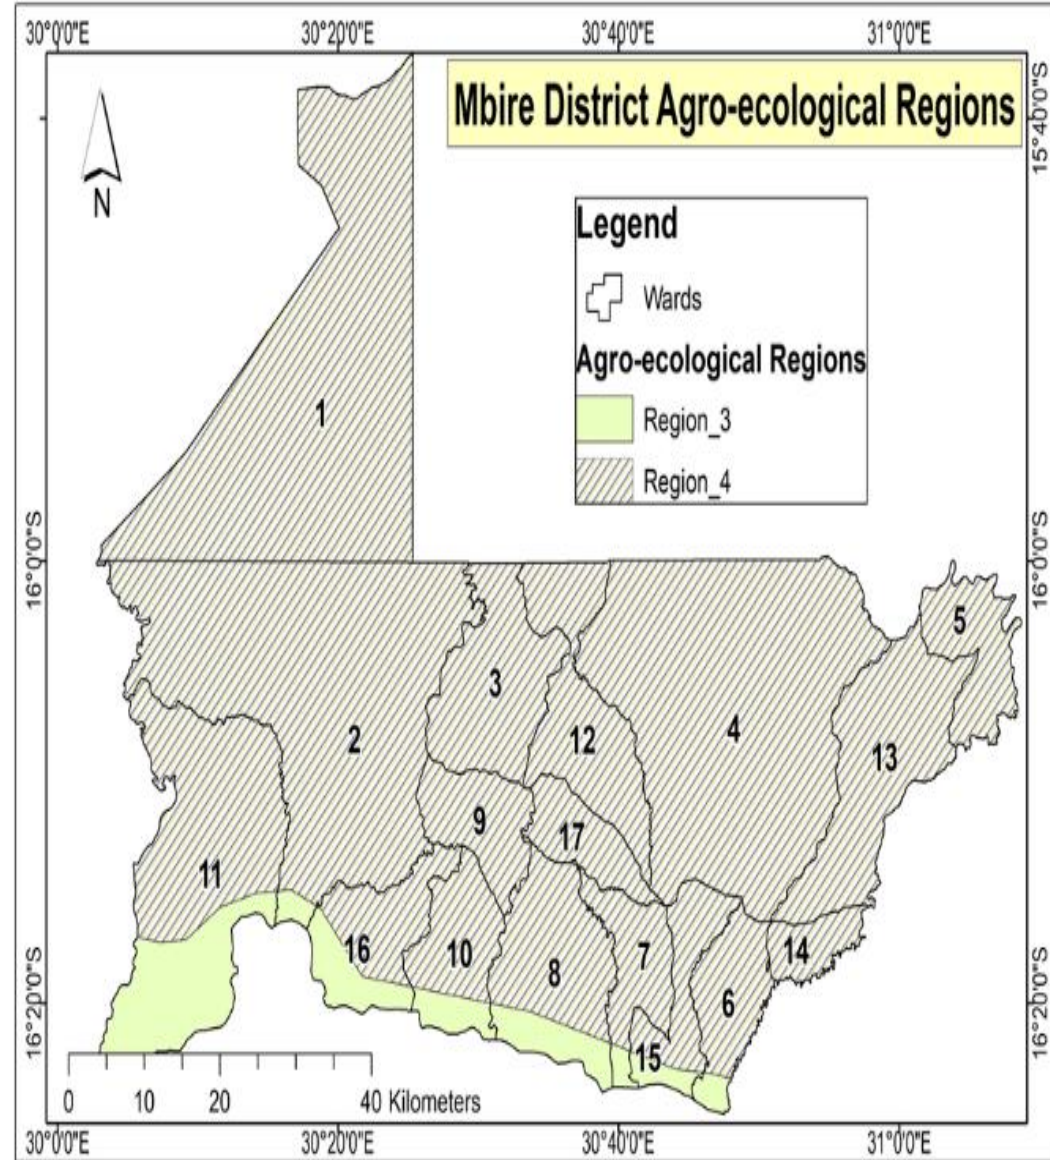 30°0'0"E 30°20'0"E 30°40'0"E 31°0'0"E
Mbire District Agro-ecological Regions
15°40'0"S
N
Legend
Wards
Agro-ecological Regions
Region_3
Region_4
1
16°0'0"S 16°0'0"S
5
3
2 12 4 13
9 17
11
16 10 8 7 14
6
16°20'0"S 16°20'0"S
15
0 10 20 40 Kilometers
30°0'0"E 30°20'0"E 30°40'0"E 31°0'0"E